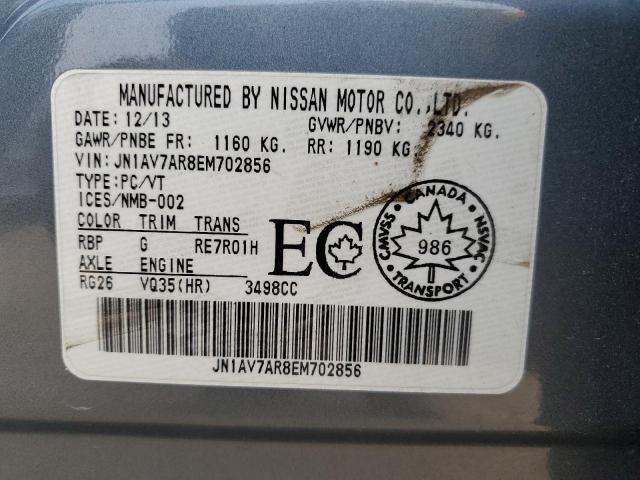 MANUFACTURED BY NISSAN MOTOR CO.,LTD.
DATE: 12/13 GVWR/PNBV: 2340 KG.
GAWR/PNBE FR: 1160 KG. RR: 1190 KG
VIN: JN1AV7AR8EM702856
TYPE: PC/VT
ICES/NMB-002
COLOR TRIM TRANS
RBP G RE7R01H
AXLE ENGINE
RG26 VQ35(HR) 3498CC
EC
CANADA
CMVSS 986 NSVAC
TRANSPORT
JN1AV7AR8EM702856